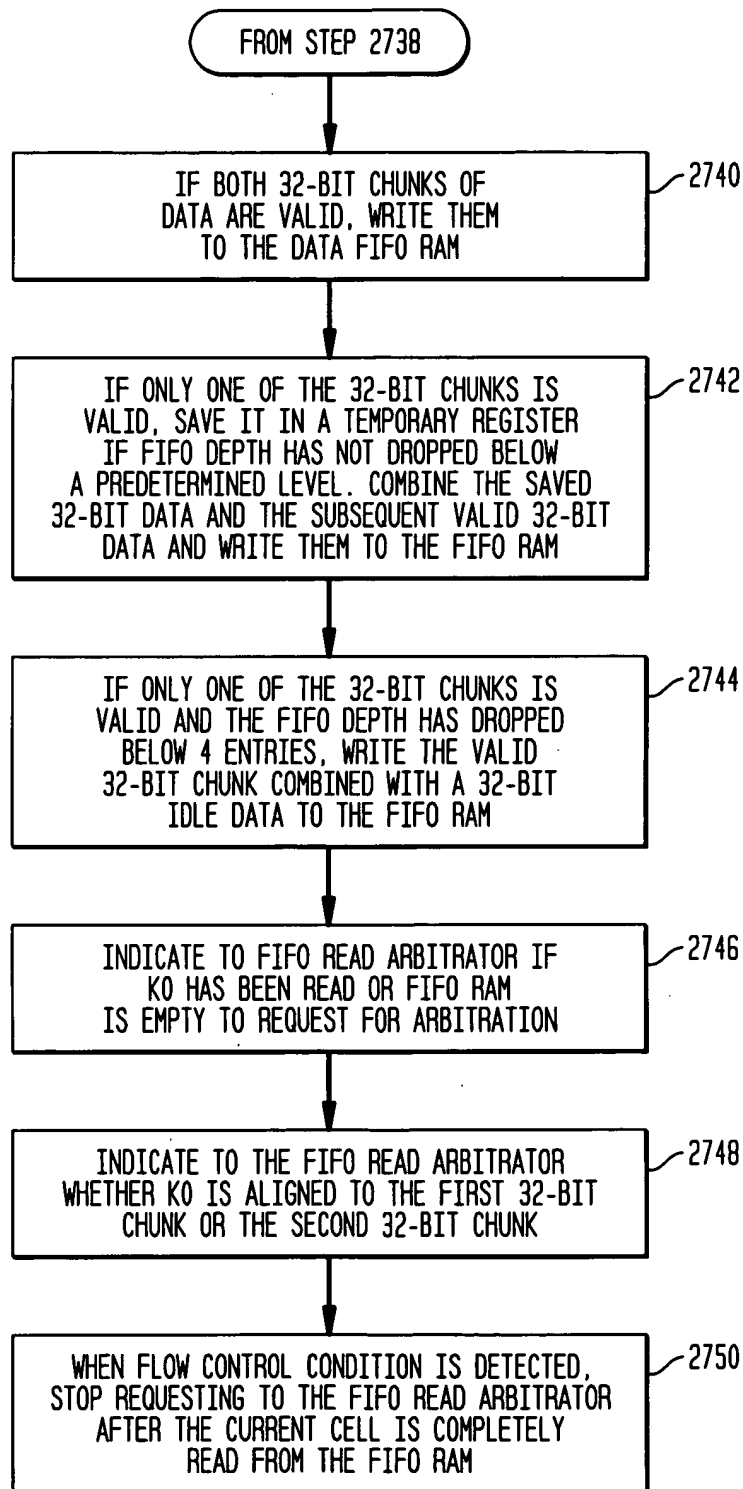 FROM STEP 2738
IF BOTH 32-BIT CHUNKS OF
DATA ARE VALID, WRITE THEM
TO THE DATA FIFO RAM
2740
IF ONLY ONE OF THE 32-BIT CHUNKS IS
VALID, SAVE IT IN A TEMPORARY REGISTER
IF FIFO DEPTH HAS NOT DROPPED BELOW
A PREDETERMINED LEVEL. COMBINE THE SAVED
32-BIT DATA AND THE SUBSEQUENT VALID 32-BIT
DATA AND WRITE THEM TO THE FIFO RAM
2742
IF ONLY ONE OF THE 32-BIT CHUNKS IS
VALID AND THE FIFO DEPTH HAS DROPPED
BELOW 4 ENTRIES, WRITE THE VALID
32-BIT CHUNK COMBINED WITH A 32-BIT
IDLE DATA TO THE FIFO RAM
2744
INDICATE TO FIFO READ ARBITRATOR IF
K0 HAS BEEN READ OR FIFO RAM
IS EMPTY TO REQUEST FOR ARBITRATION
2746
INDICATE TO THE FIFO READ ARBITRATOR
WHETHER K0 IS ALIGNED TO THE FIRST 32-BIT
CHUNK OR THE SECOND 32-BIT CHUNK
2748
WHEN FLOW CONTROL CONDITION IS DETECTED,
STOP REQUESTING TO THE FIFO READ ARBITRATOR
AFTER THE CURRENT CELL IS COMPLETELY
READ FROM THE FIFO RAM
2750